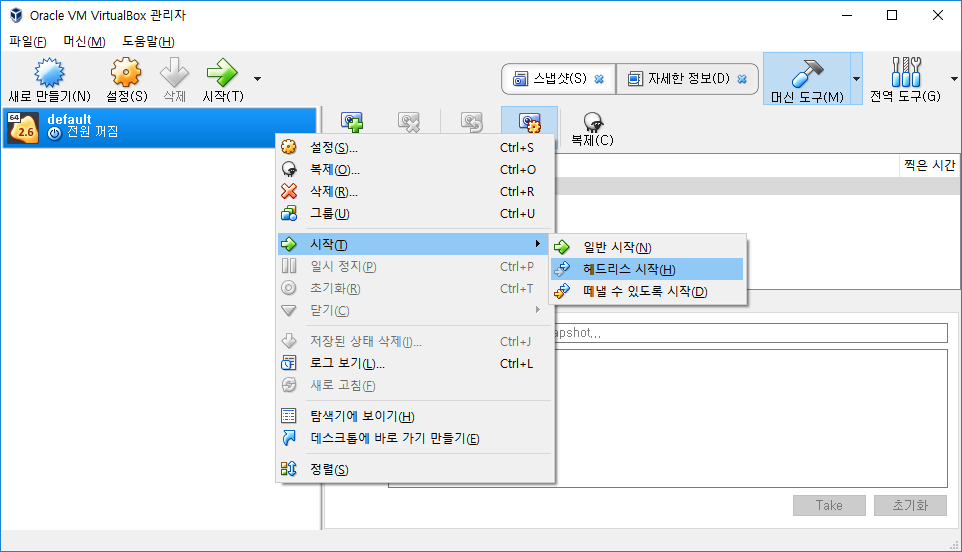 Oracle VM VirtualBox 관리자
파일(F) 머신(M) 도움말(H)
새로 만들기(N) 설정(S) 삭제 시작(T) 스냅샷(S) 자세한 정보(D) 머신 도구(M) 전역 도구(G)
64
2.6
default
전원 꺼짐
복제(C)
찍은 시간
설정(S)... Ctrl+S
복제(O)... Ctrl+O
삭제(R)... Ctrl+R
그룹(U) Ctrl+U
시작(T)
일시 정지(P) Ctrl+P
초기화(R) Ctrl+T
닫기(C)
저장된 상태 삭제(I)... Ctrl+J
로그 보기(L)... Ctrl+L
새로 고침(F)
탐색기에 보이기(H)
데스크톱에 바로 가기 만들기(E)
정렬(S)
일반 시작(N)
헤드리스 시작(H)
떼낼 수 있도록 시작(D)
apshot,,,
Take 초기화